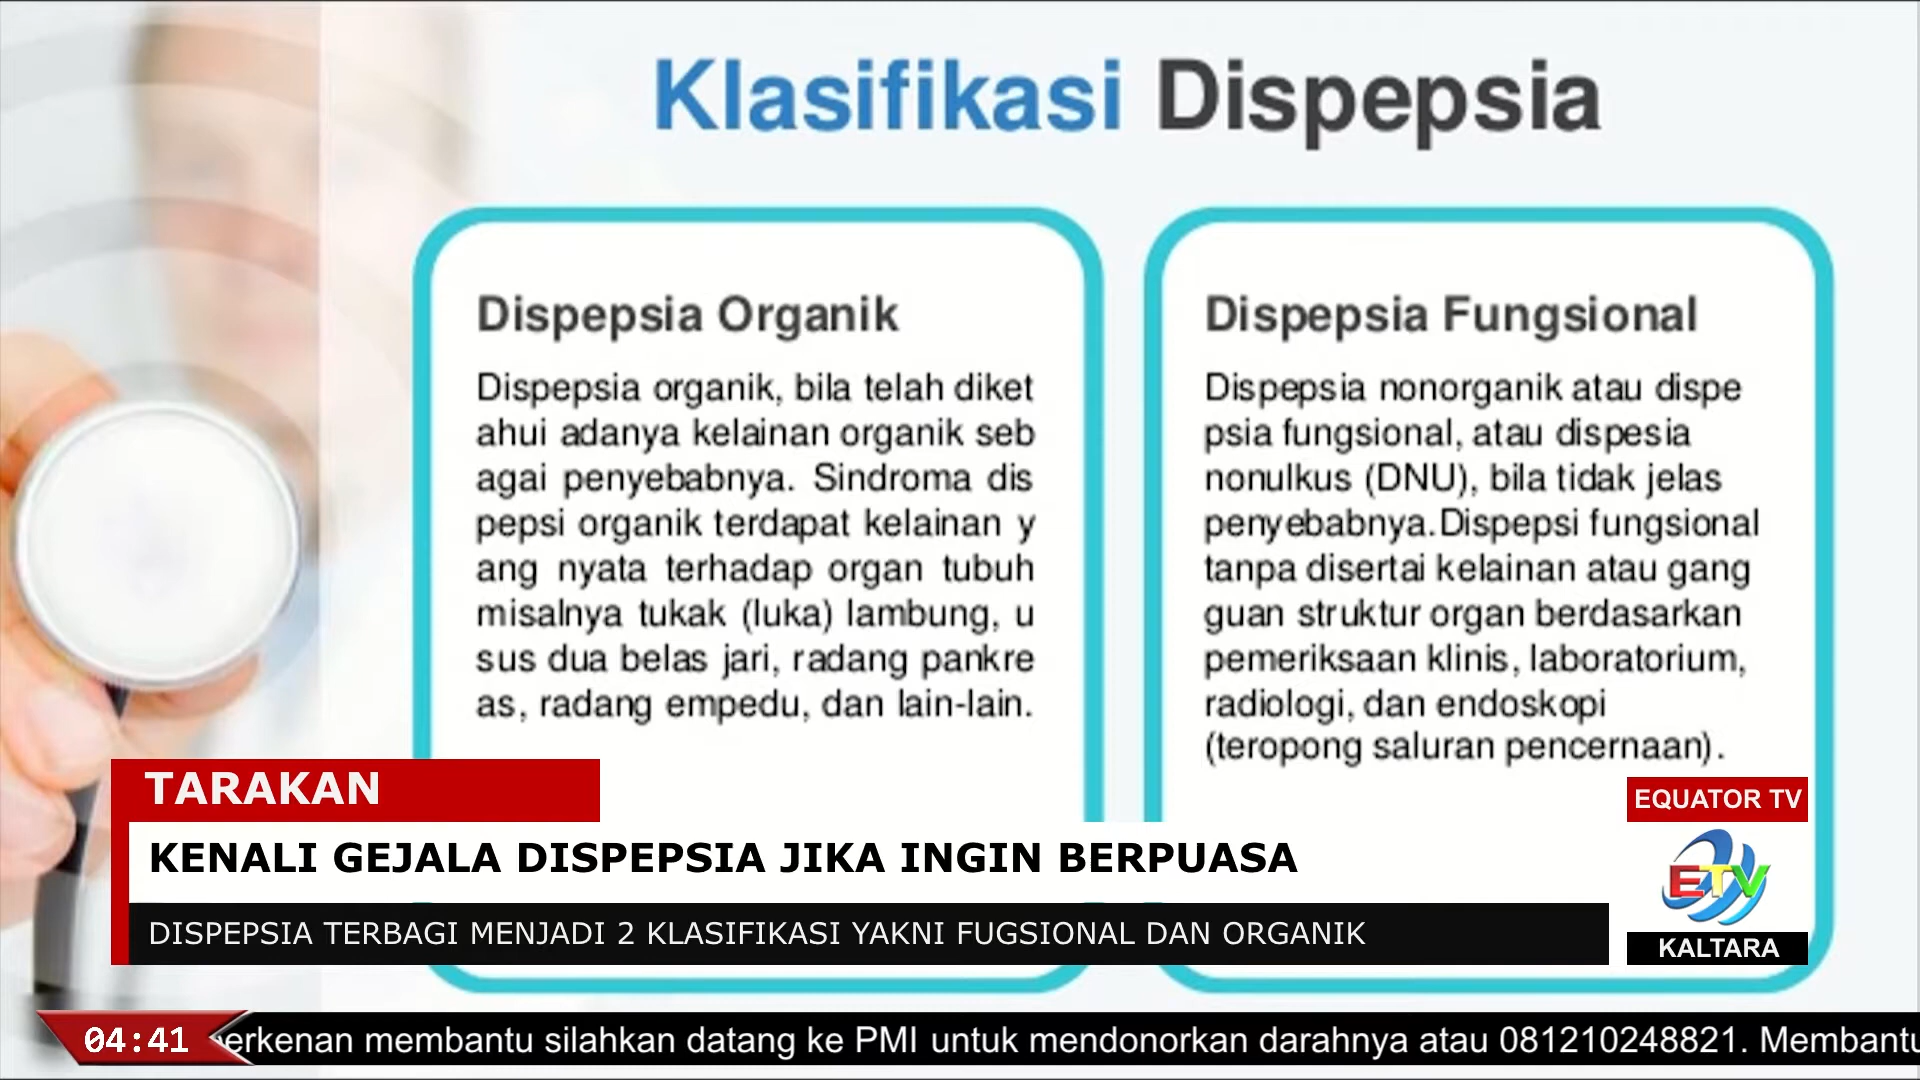 Klasifikasi Dispepsia
Dispepsia Organik
Dispepsia organik, bila telah diket
ahui adanya kelainan organik seb
agai penyebabnya. Sindroma dis
pepsi organik terdapat kelainan y
ang nyata terhadap organ tubuh
misalnya tukak (luka) lambung, u
sus dua belas jari, radang pankre
as, radang empedu, dan lain-lain.
Dispepsia Fungsional
Dispepsia nonorganik atau dispe
psia fungsional, atau dispesia
nonulkus (DNU), bila tidak jelas
penyebabnya.Dispepsi fungsional
tanpa disertai kelainan atau gang
guan struktur organ berdasarkan
pemeriksaan klinis, laboratorium,
radiologi, dan endoskopi
(teropong saluran pencernaan).
TARAKAN
KENALI GEJALA DISPEPSIA JIKA INGIN BERPUASA
DISPEPSIA TERBAGI MENJADI 2 KLASIFIKASI YAKNI FUGSIONAL DAN ORGANIK
EQUATOR TV
ETV
KALTARA
04:41
erkenan membantu silahkan datang ke PMI untuk mendonorkan darahnya atau 081210248821. Membantu